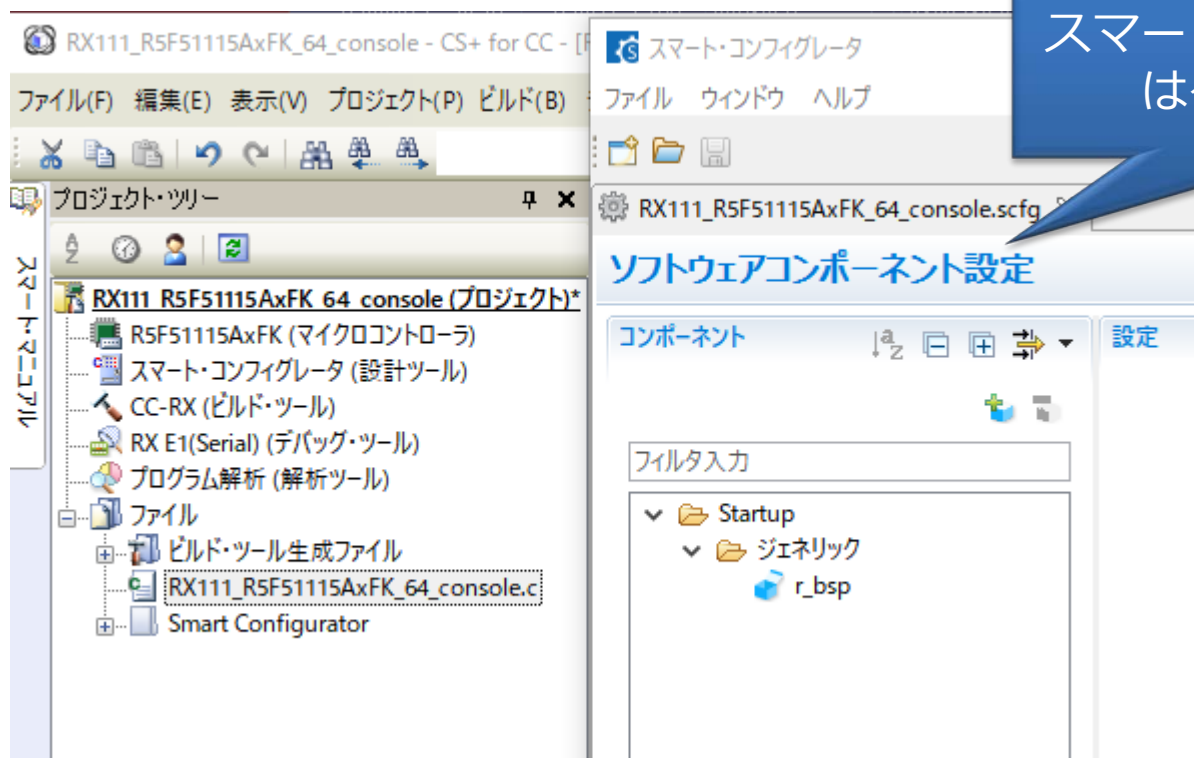 RX111_R5F51115AxFK_64_console - CS+ for CC - [
ファイル(F) 編集(E) 表示(V) プロジェクト(P) ビルド(B)
プロジェクト・ツリー
スマート・マニュアル
RX111_R5F51115AxFK_64_console (プロジェクト)*
R5F51115AxFK (マイクロコントローラ)
スマート・コンフィグレータ (設計ツール)
CC-RX (ビルド・ツール)
RX E1(Serial) (デバッグ・ツール)
プログラム解析 (解析ツール)
ファイル
ビルド・ツール生成ファイル
RX111_R5F51115AxFK_64_console.c
Smart Configurator
スマート・コンフィグレータ
ファイル ウィンドウ ヘルプ
RX111_R5F51115AxFK_64_console.scfg
ソフトウェアコンポーネント設定
コンポーネント
設定
フィルタ入力
Startup
ジェネリック
r_bsp
スマー
は